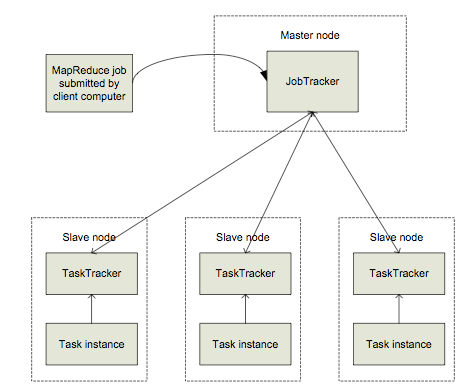 Master node
MapReduce job
submitted by
client computer
JobTracker
Slave node
TaskTracker
Task instance
Slave node
TaskTracker
Task instance
Slave node
TaskTracker
Task instance